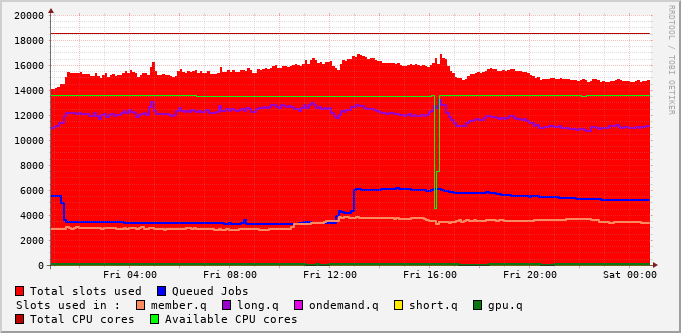 RRDTOOL / TOBI OETIKER
20000
18000
16000
14000
12000
10000
8000
6000
4000
2000
0
Fri 04:00 Fri 08:00 Fri 12:00 Fri 16:00 Fri 20:00 Sat 00:00
Total slots used Queued Jobs
Slots used in : member.q long.q ondemand.q short.q gpu.q
Total CPU cores Available CPU cores